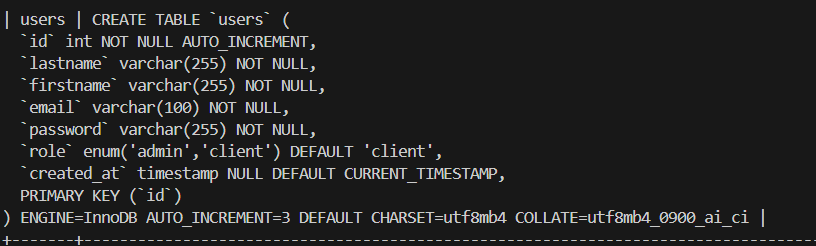 | users | CREATE TABLE `users` (
  `id` int NOT NULL AUTO_INCREMENT,
  `lastname` varchar(255) NOT NULL,
  `firstname` varchar(255) NOT NULL,
  `email` varchar(100) NOT NULL,
  `password` varchar(255) NOT NULL,
  `role` enum('admin','client') DEFAULT 'client',
  `created_at` timestamp NULL DEFAULT CURRENT_TIMESTAMP,
  PRIMARY KEY (`id`)
) ENGINE=InnoDB AUTO_INCREMENT=3 DEFAULT CHARSET=utf8mb4 COLLATE=utf8mb4_0900_ai_ci |
+-------+--------------------------------------------------------------------------------------